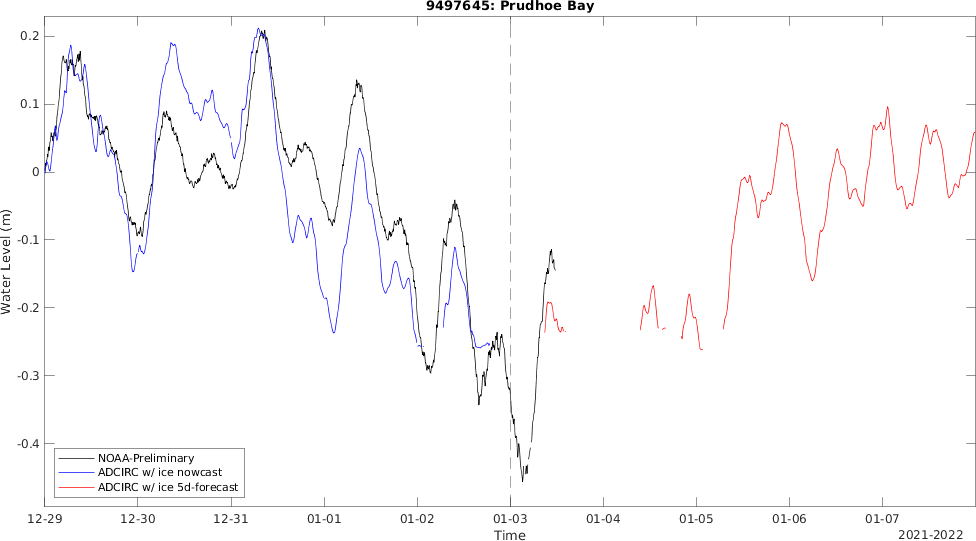 9497645: Prudhoe Bay
0.2
0.1
0
-0.1
-0.2
-0.3
-0.4
Water Level (m)
NOAA-Preliminary
ADCIRC w/ ice nowcast
ADCIRC w/ ice 5d-forecast
12-29 12-30 12-31 01-01 01-02 01-03 01-04 01-05 01-06 01-07
Time
2021-2022